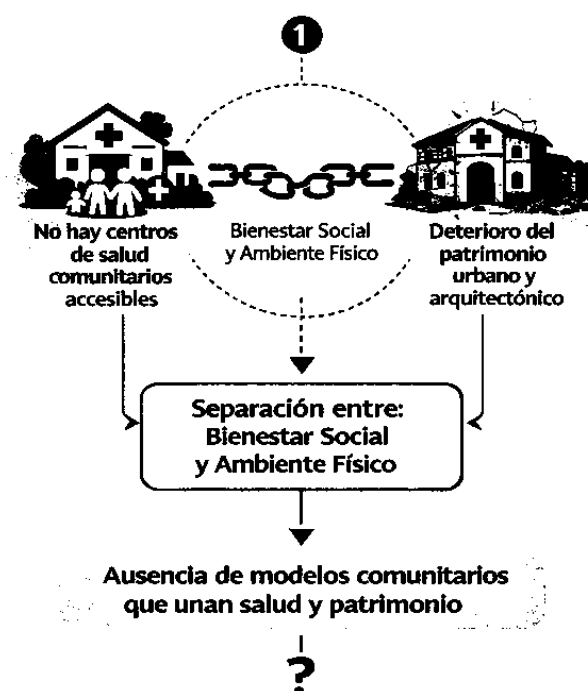 1
No hay centros
de salud
comunitarios
accesibles
Bienestar Social
y Ambiente Físico
Deterioro del
patrimonio
urbano y
arquitectónico
Separación entre:
Bienestar Social
y Ambiente Físico
Ausencia de modelos comunitarios
que unan salud y patrimonio
?